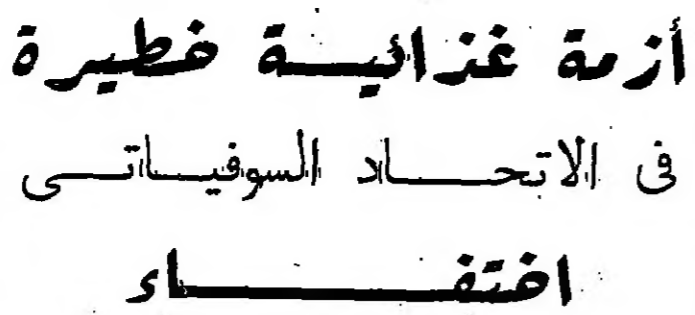 أزمة غذائية خطيرة
فى الاتحاد السوفياتى
اختفاء